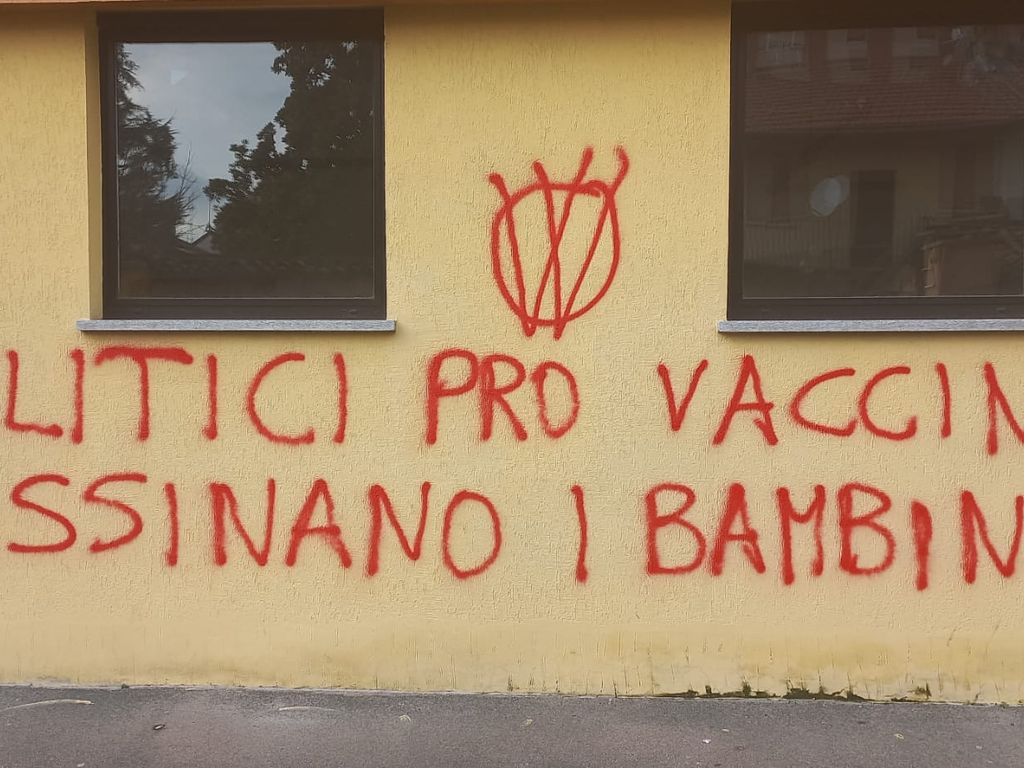 W
LITICI PRO VACCIN
SSINANO I BAMBIN